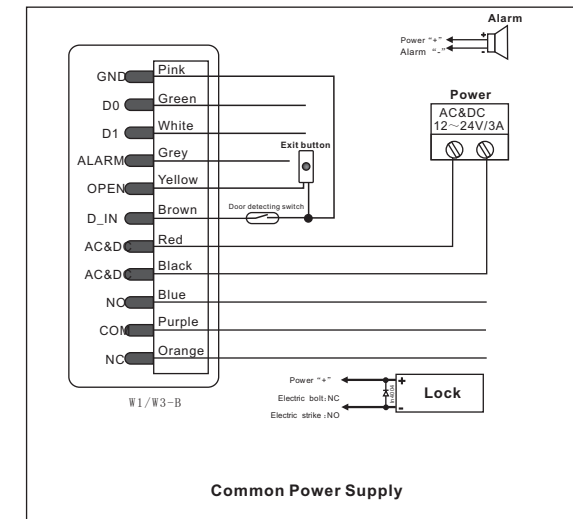 Alarm
+
Power “+”
Alarm “-”
-
Power
AC&DC
12～24V/3A
GND Pink
D0 Green
D1 White
Exit button
ALARM Grey
OPEN Yellow
D_IN Brown
Door detecting switch
AC&DC Red
AC&DC Black
NO Blue
COM Purple
NC Orange
W1/W3-B
Power “+”
+
Electric bolt:NC
Lock
-
Electric strike :NO
Common Power Supply